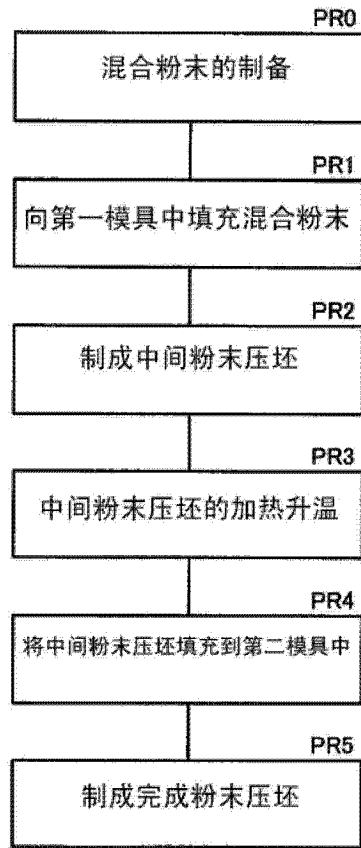 PR0
混合粉末的制备
PR1
向第一模具中填充混合粉末
PR2
制成中间粉末压坯
PR3
中间粉末压坯的加热升温
PR4
将中间粉末压坯填充到第二模具中
PR5
制成完成粉末压坯